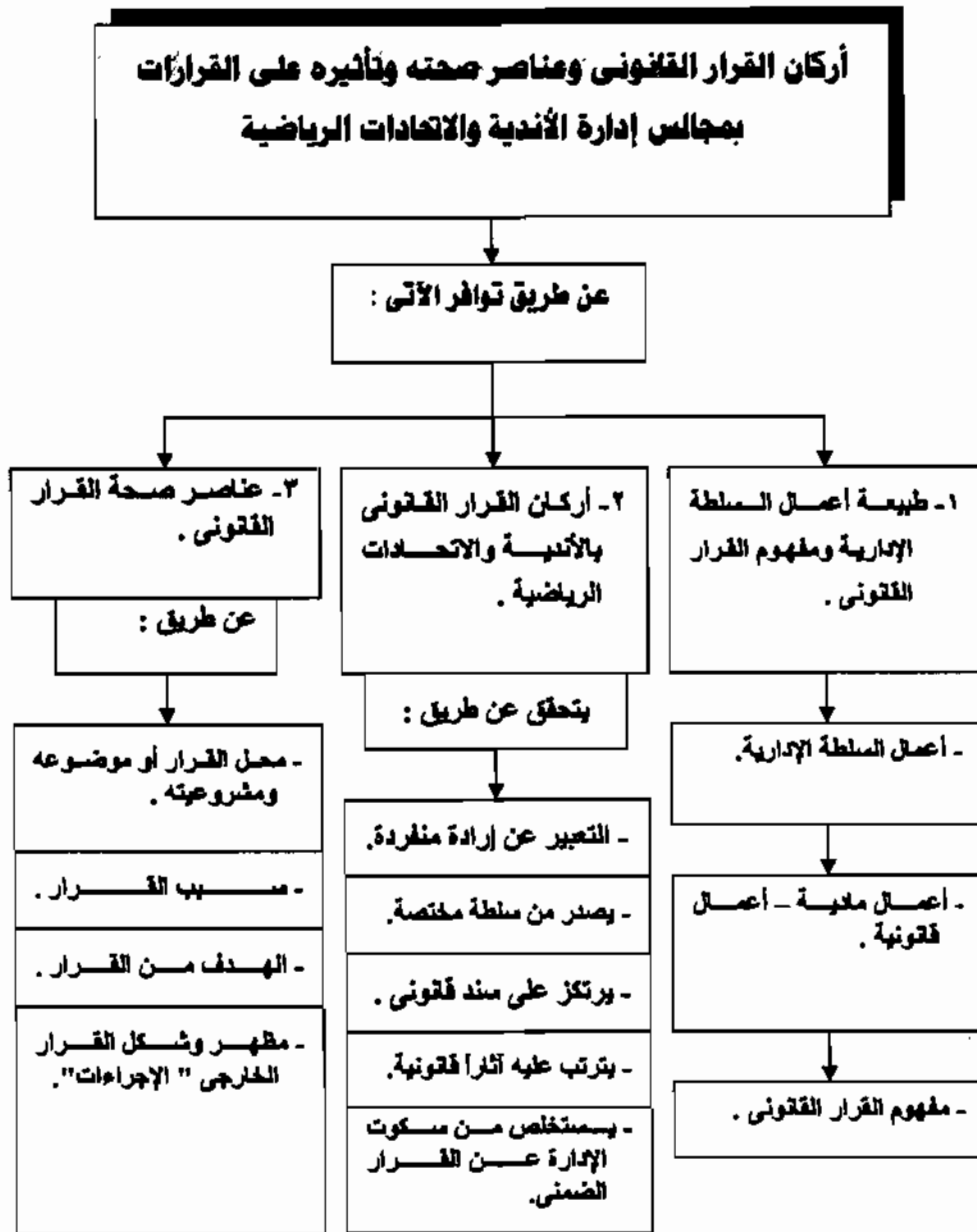 أركان القرار القانونى وعناصر صحته وتأثيره على القرارات
بمجالس إدارة الأندية والاتحادات الرياضية
عن طريق توافر الآتى :
١- طبيعة أعمال السلطة
الإدارية ومفهوم القرار
القانونى .
- أعمال السلطة الإدارية.
- أعمال مادية – أعمال
قانونية .
- مفهوم القرار القانونى .
٢- أركان القرار القانونى
بالأندية والاتحادات
الرياضية .
يتحقق عن طريق :
- التعبير عن إرادة منفردة.
- يصدر من سلطة مختصة.
- يرتكز على سند قانونى .
- يترتب عليه آثاراً قانونية.
- يستخلص من سكوت
الإدارة عن القرار
الضمنى.
٣- عناصر صحة القرار
القانونى .
عن طريق :
- محل القرار أو موضوعه
ومشروعيته .
- سبب القرار .
- الهدف من القرار .
- مظهر وشكل القرار
الخارجى " الإجراءات".